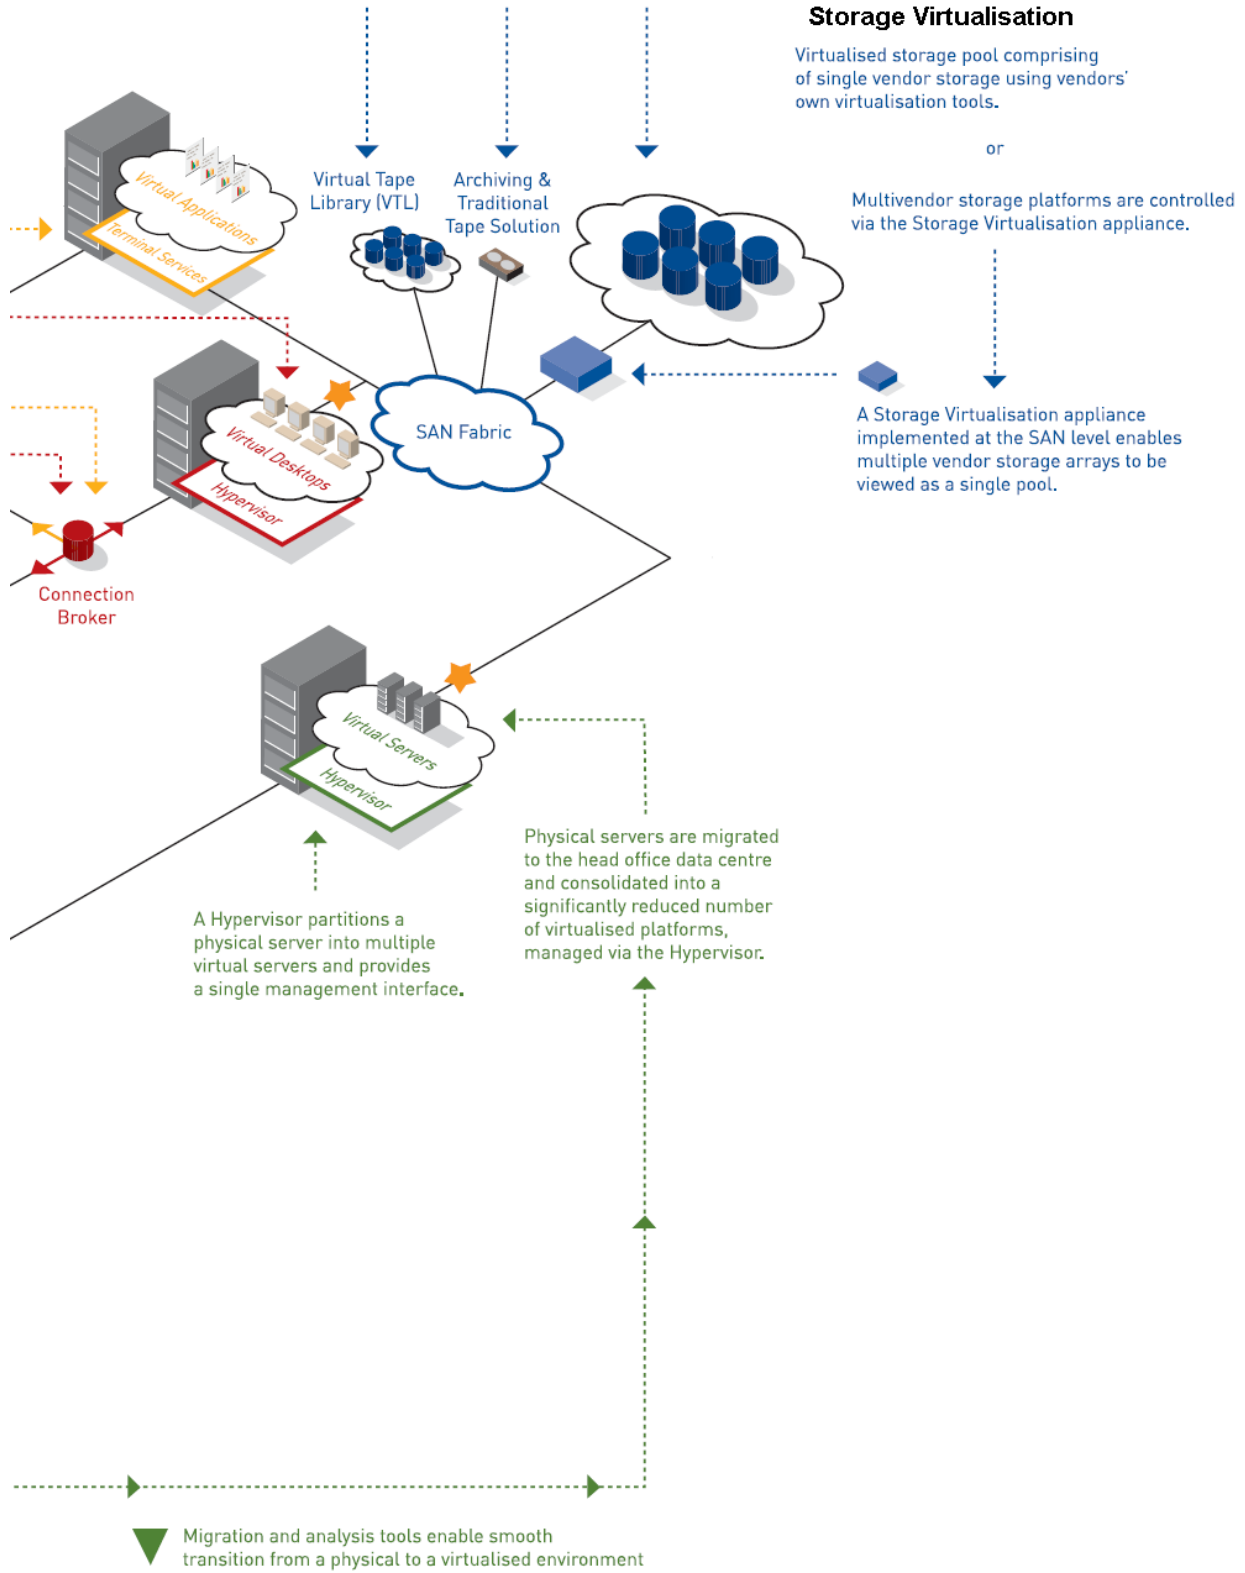 Storage Virtualisation
Virtualised storage pool comprising
of single vendor storage using vendors'
own virtualisation tools.
or
Multivendor storage platforms are controlled
via the Storage Virtualisation appliance.
A Storage Virtualisation appliance
implemented at the SAN level enables
multiple vendor storage arrays to be
viewed as a single pool.
Virtual Tape
Library (VTL)
Archiving &
Traditional
Tape Solution
Virtual Applications
Terminal Services
SAN Fabric
Virtual Desktops
Hypervisor
Connection
Broker
Virtual Servers
Hypervisor
Physical servers are migrated
to the head office data centre
and consolidated into a
significantly reduced number
of virtualised platforms,
managed via the Hypervisor.
A Hypervisor partitions a
physical server into multiple
virtual servers and provides
a single management interface.
Migration and analysis tools enable smooth
transition from a physical to a virtualised environment